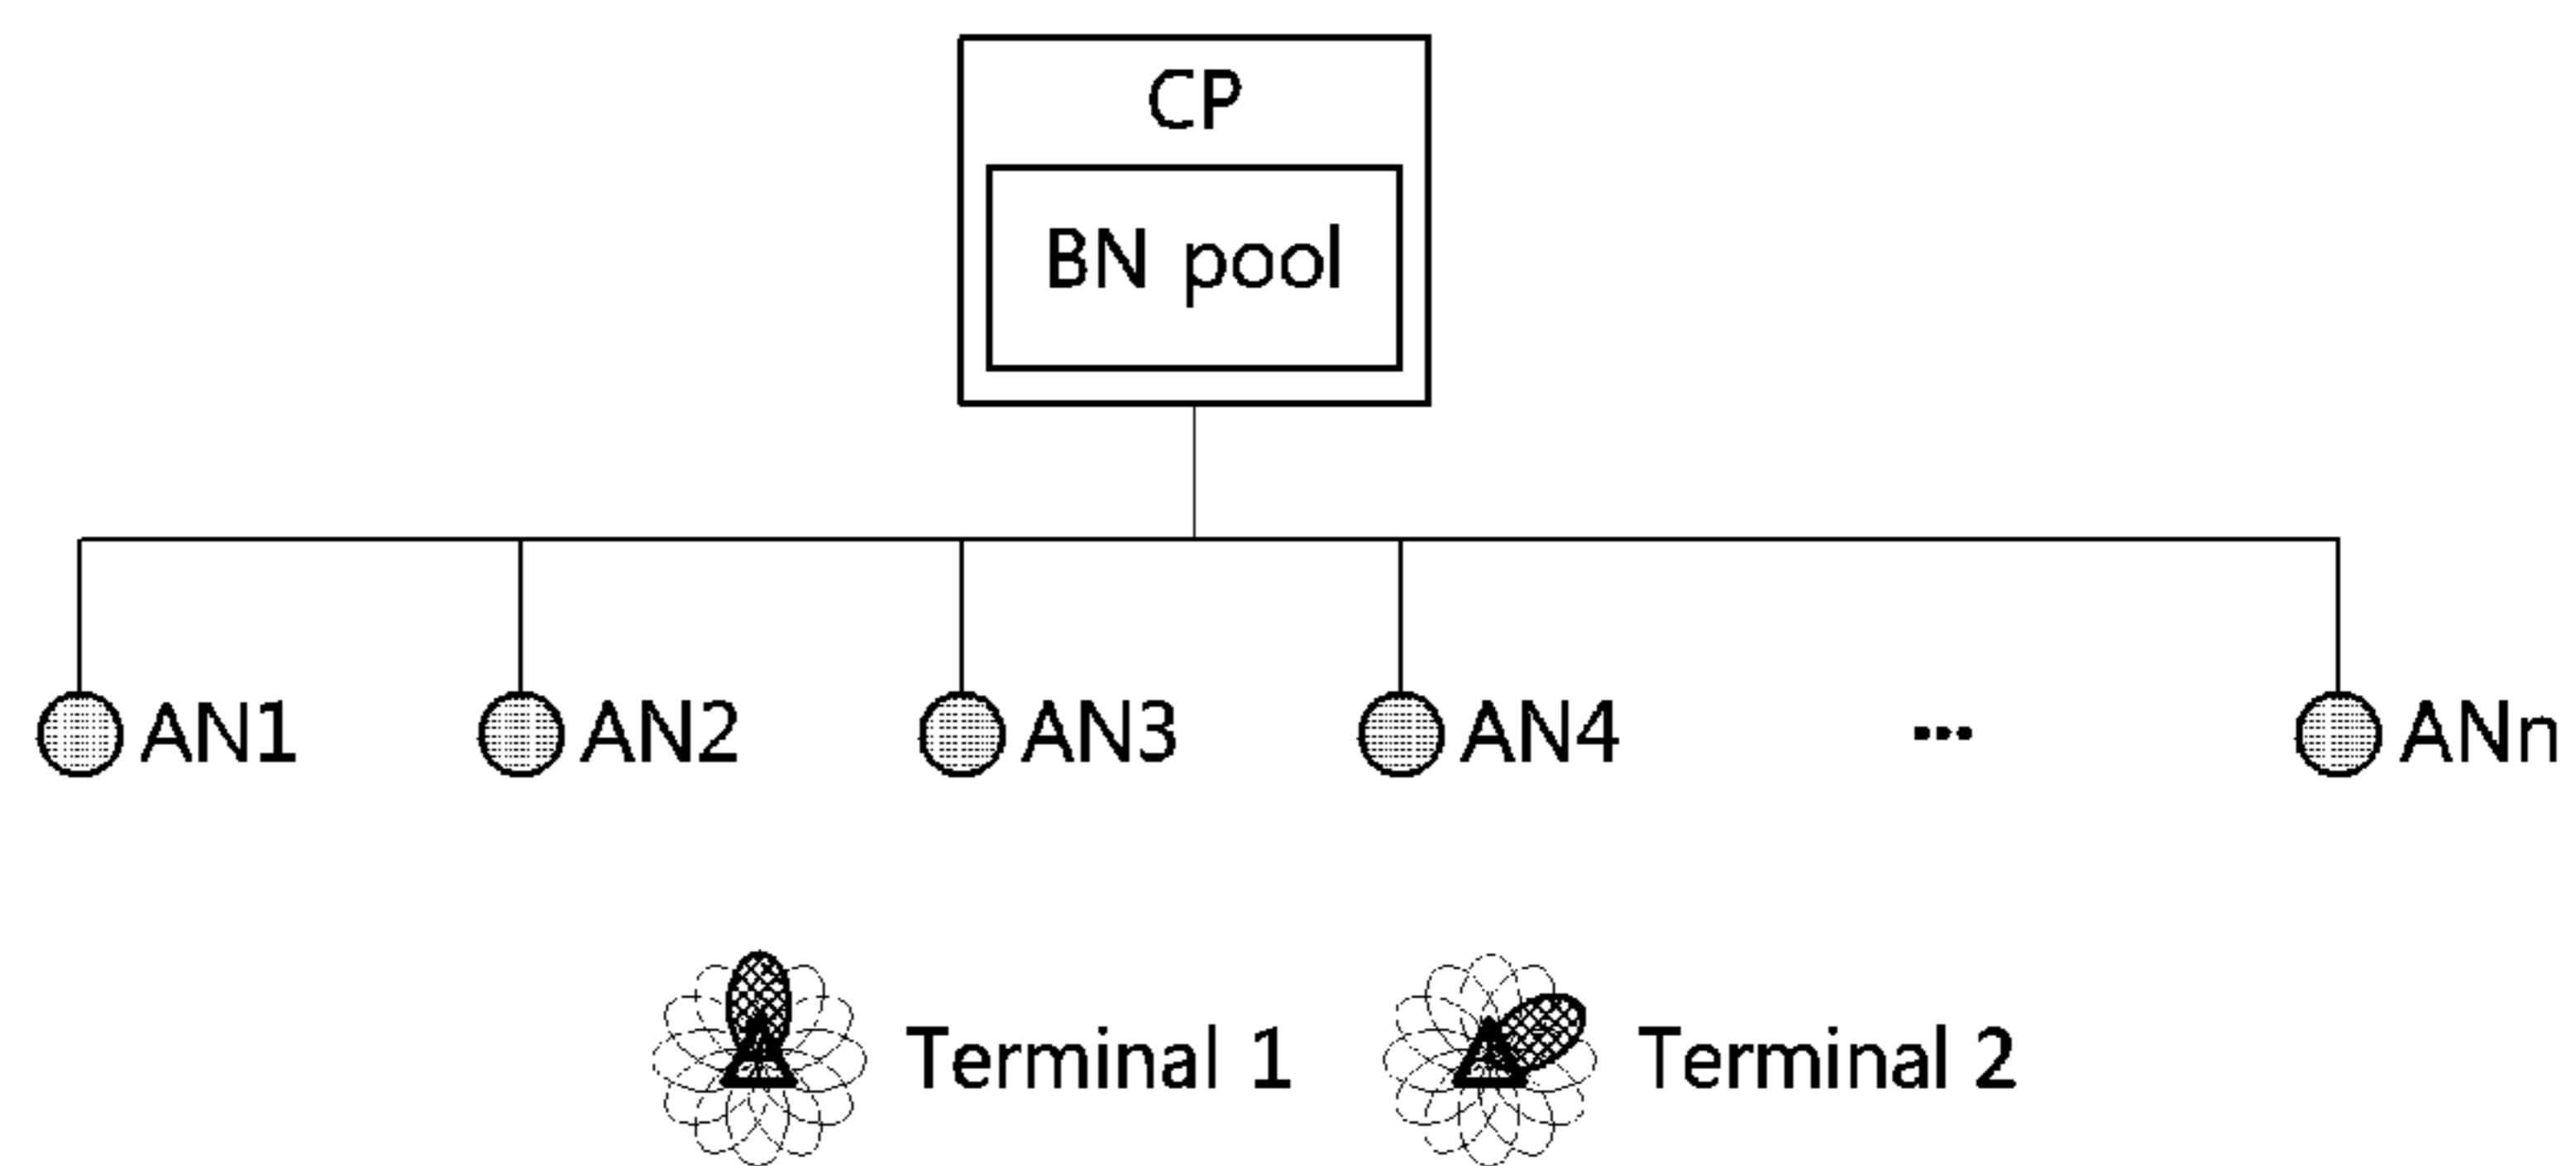 CP
BN pool
AN1 AN2 AN3 AN4 ... ANn
Terminal 1 Terminal 2